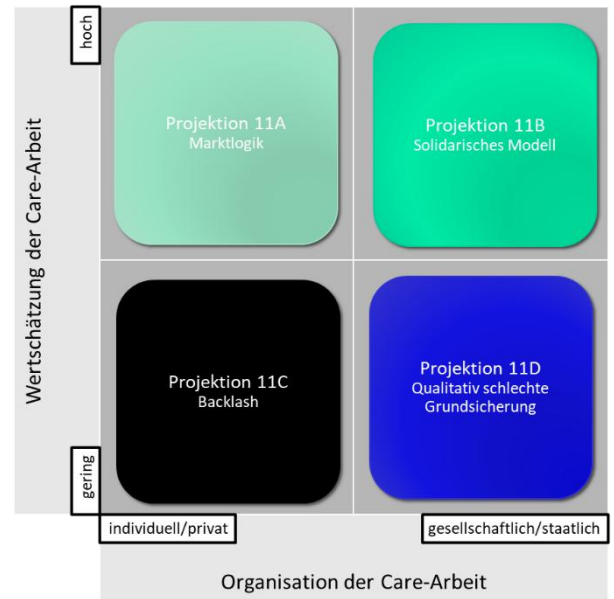 hoch
Wertschätzung der Care-Arbeit
gering
Projektion 11A
Marktlogik
Projektion 11B
Solidarisches Modell
Projektion 11C
Backlash
Projektion 11D
Qualitativ schlechte
Grundsicherung
individuell/privat
gesellschaftlich/staatlich
Organisation der Care-Arbeit